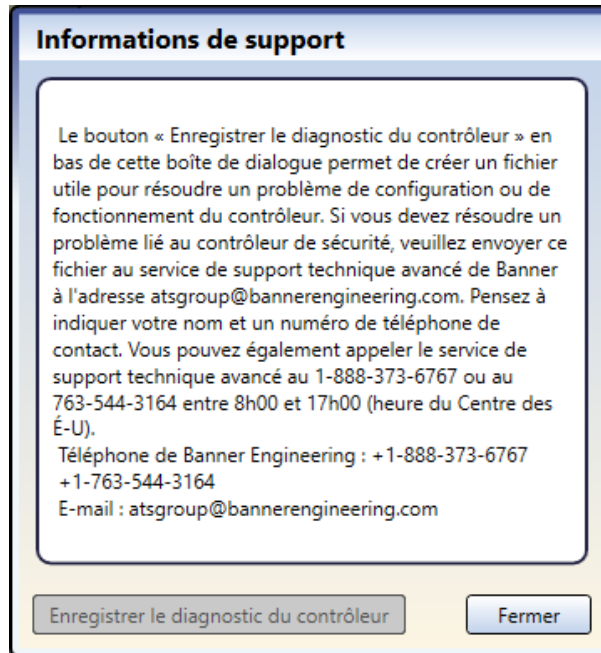 Informations de support
Le bouton « Enregistrer le diagnostic du contrôleur » en
bas de cette boîte de dialogue permet de créer un fichier
utile pour résoudre un problème de configuration ou de
fonctionnement du contrôleur. Si vous devez résoudre un
problème lié au contrôleur de sécurité, veuillez envoyer ce
fichier au service de support technique avancé de Banner
à l'adresse atsgroup@bannerengineering.com. Pensez à
indiquer votre nom et un numéro de téléphone de
contact. Vous pouvez également appeler le service de
support technique avancé au 1-888-373-6767 ou au
763-544-3164 entre 8h00 et 17h00 (heure du Centre des
É-U).
Téléphone de Banner Engineering : +1-888-373-6767
+1-763-544-3164
E-mail : atsgroup@bannerengineering.com
Enregistrer le diagnostic du contrôleur
Fermer